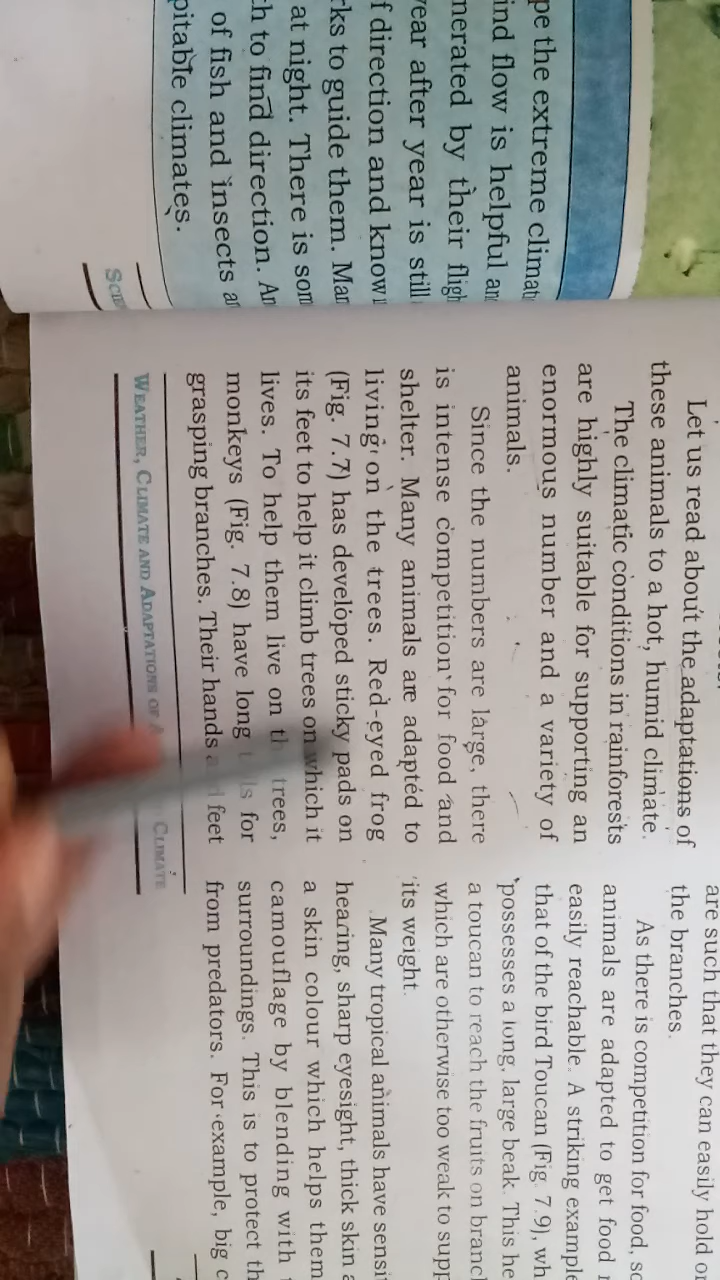 pe the extreme climat
ind flow is helpful an
nerated by their fligh
year after year is still
f direction and know
rks to guide them. Man
at night. There is som
ch to find direction. An
of fish and insects a
pitable climates.
Let us read about the adaptations of
these animals to a hot, humid climate.
The climatic conditions in rainforests
are highly suitable for supporting an
enormous number and a variety of
animals.
Since the numbers are large, there
is intense competition for food and
shelter. Many animals are adapted to
living on the trees. Red-eyed frog
(Fig. 7.7) has developed sticky pads on
its feet to help it climb trees on which it
lives. To help them live on trees,
monkeys (Fig. 7.8) have long for
grasping branches. Their hands feet
WEATHER, CLIMATE AND ADAPTATIONS OF CLIMATE
are such that they can easily hold o
the branches.
As there is competition for food, so
animals are adapted to get food
easily reachable. A striking example
that of the bird Toucan (Fig. 7.9), wh
possesses a long, large beak. This he
a toucan to reach the fruits on branch
which are otherwise too weak to supp
its weight.
Many tropical animals have sensit
hearing, sharp eyesight, thick skin a
a skin colour which helps them
camouflage by blending with
surroundings. This is to protect th
from predators. For example, big c